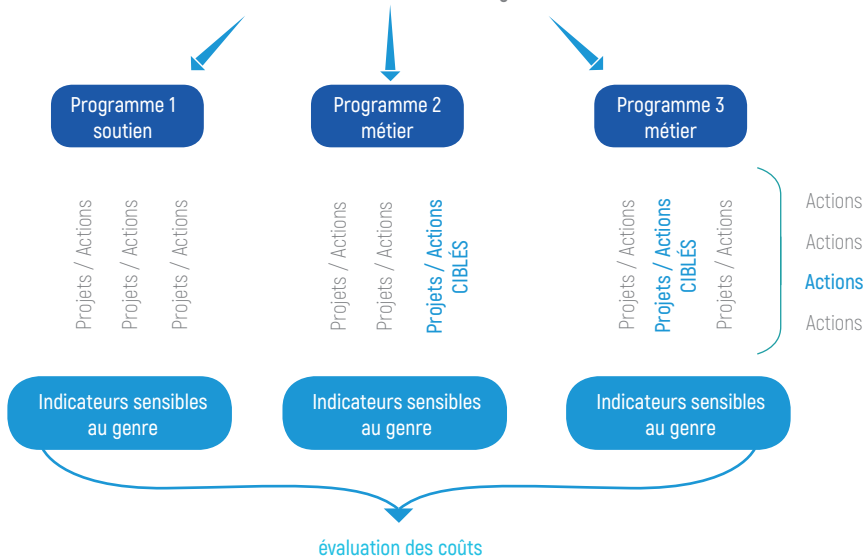 Programme 1
soutien
Programme 2
métier
Programme 3
métier
Projets / Actions
Projets / Actions
Projets / Actions
Projets / Actions
Projets / Actions
Projets / Actions
CIBLÉS
Projets / Actions
Projets / Actions
CIBLÉS
Projets / Actions
Actions
Actions
Actions
Actions
Indicateurs sensibles
au genre
Indicateurs sensibles
au genre
Indicateurs sensibles
au genre
évaluation des coûts